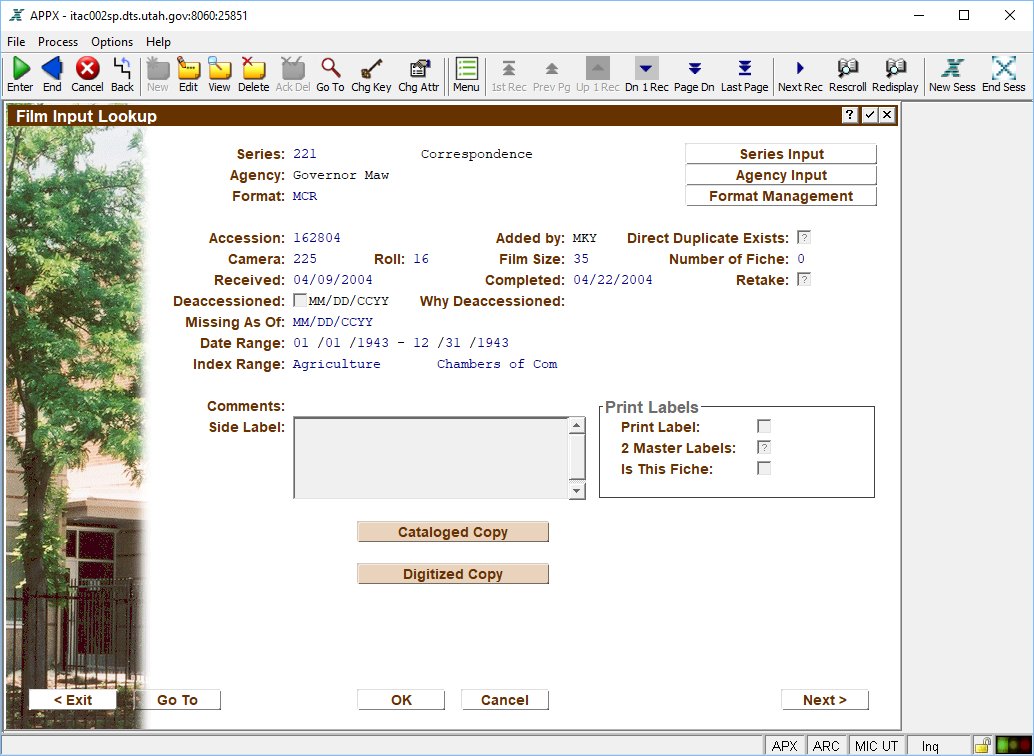 APPX - itac002sp.dts.utah.gov:8060:25851
File Process Options Help
Enter End Cancel Back New Edit View Delete Ack Del Go To Chg Key Chg Attr Menu 1st Rec Prev Pg Up 1 Rec Dn 1 Rec Page Dn Last Page Next Rec Rescroll Redisplay New Sess End Sess
Film Input Lookup ?
Series: 221 Correspondence Series Input
Agency: Governor Maw Agency Input
Format: MCR Format Management
Accession: 162804 Added by: MKY Direct Duplicate Exists: ?
Camera: 225 Roll: 16 Film Size: 35 Number of Fiche: 0
Received: 04/09/2004 Completed: 04/22/2004 Retake: ?
Deaccessioned: MM/DD/CCYY Why Deaccessioned:
Missing As Of: MM/DD/CCYY
Date Range: 01 /01 /1943 - 12 /31 /1943
Index Range: Agriculture Chambers of Com
Comments:
Print Labels
Side Label: Print Label:
2 Master Labels: ?
Is This Fiche:
Cataloged Copy
Digitized Copy
< Exit Go To OK Cancel Next >
APX ARC MIC UT Inq